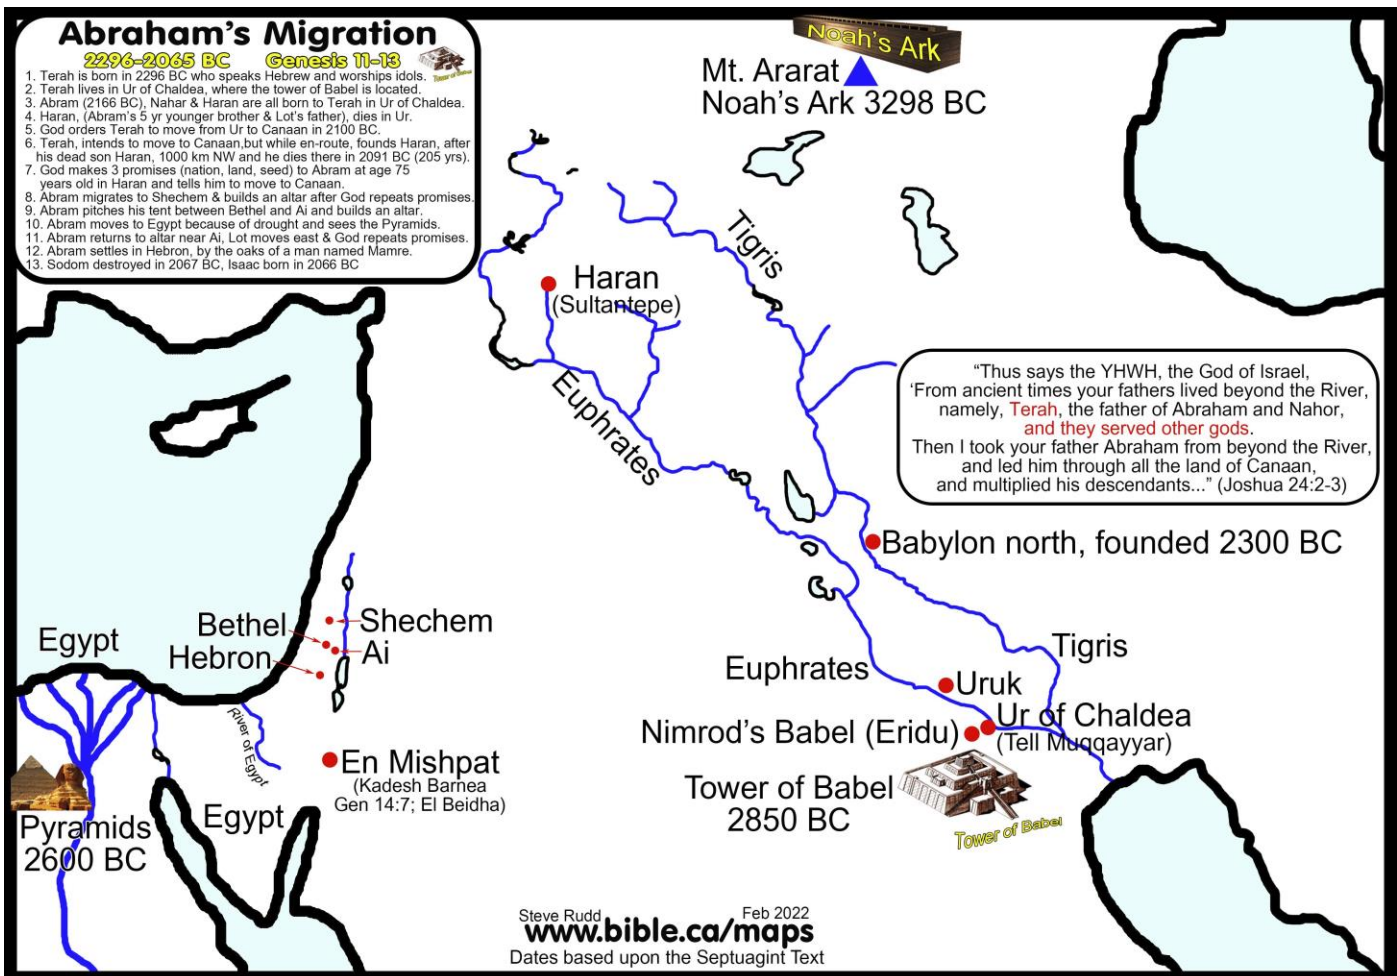 Abraham's Migration
2296-2065 BC Genesis 11-13
Tower of Babel
1. Terah is born in 2296 BC who speaks Hebrew and worships idols.
2. Terah lives in Ur of Chaldea, where the tower of Babel is located.
3. Abram (2166 BC), Nahar & Haran are all born to Terah in Ur of Chaldea.
4. Haran, (Abram's 5 yr younger brother & Lot's father), dies in Ur.
5. God orders Terah to move from Ur to Canaan in 2100 BC.
6. Terah, intends to move to Canaan,but while en-route, founds Haran, after
his dead son Haran, 1000 km NW and he dies there in 2091 BC (205 yrs).
7. God makes 3 promises (nation, land, seed) to Abram at age 75
years old in Haran and tells him to move to Canaan.
8. Abram migrates to Shechem & builds an altar after God repeats promises.
9. Abram pitches his tent between Bethel and Ai and builds an altar.
10. Abram moves to Egypt because of drought and sees the Pyramids.
11. Abram returns to altar near Ai, Lot moves east & God repeats promises.
12. Abram settles in Hebron, by the oaks of a man named Mamre.
13. Sodom destroyed in 2067 BC, Isaac born in 2066 BC
Noah's Ark
Mt. Ararat
Noah's Ark 3298 BC
Tigris
Haran
(Sultantepe)
Euphrates
"Thus says the YHWH, the God of Israel,
'From ancient times your fathers lived beyond the River,
namely, Terah, the father of Abraham and Nahor,
and they served other gods.
Then I took your father Abraham from beyond the River,
and led him through all the land of Canaan,
and multiplied his descendants..." (Joshua 24:2-3)
Babylon north, founded 2300 BC
Shechem
Bethel
Ai
Hebron
Egypt
Euphrates
Tigris
Uruk
Ur of Chaldea
(Tell Muqqayyar)
Nimrod's Babel (Eridu)
River of Egypt
En Mishpat
(Kadesh Barnea
Gen 14:7; El Beidha)
Tower of Babel
2850 BC
Tower of Babel
Egypt
Pyramids
2600 BC
Steve Rudd Feb 2022
www.bible.ca/maps
Dates based upon the Septuagint Text